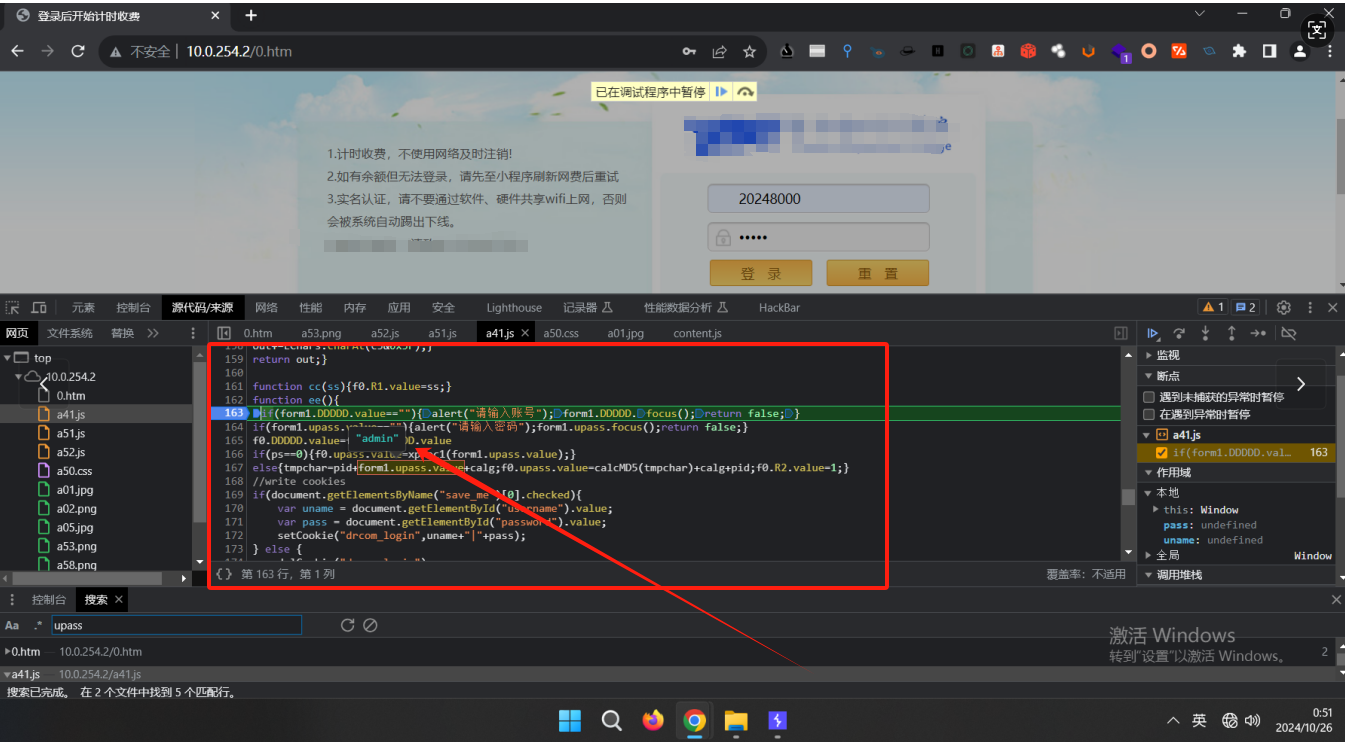 登录后开始计时收费
不安全 | 10.0.254.2/0.htm
1
已在调试程序中暂停
1.计时收费，不使用网络及时注销!
2.如有余额但无法登录，请先至小程序刷新网费后重试
3.实名认证，请不要通过软件、硬件共享wifi上网，否则
会被系统自动踢出下线。
20248000
•••••
登 录 重 置
元素 控制台 源代码/来源 网络 性能 内存 应用 安全 Lighthouse 记录器 性能数据分析 HackBar 1 2
网页 文件系统 替换 0.htm a53.png a52.js a51.js a41.js a50.css a01.jpg content.js
top
10.0.254.2
0.htm
a41.js
a51.js
a52.js
a50.css
a01.jpg
a02.png
a05.jpg
a53.png
a58.png
159 return out;}
160
161 function cc(ss){f0.R1.value=ss;}
162 function ee(){
163 if(form1.DDDDD.value==""){alert("请输入账号");form1.DDDDD.focus();return false;}
164 if(form1.upass.value==""){alert("请输入密码");form1.upass.focus();return false;}
"admin"
165 f0.DDDDD.value= DD.value
166 if(ps==0){f0.upass.value=xproc1(form1.upass.value);}
167 else{tmpchar=pid+form1.upass.value+calg;f0.upass.value=calcMD5(tmpchar)+calg+pid;f0.R2.value=1;}
168 //write cookies
169 if(document.getElementsByName("save_me")[0].checked){
170 var uname = document.getElementById("username").value;
171 var pass = document.getElementById("password").value;
172 setCookie("drcom_login",uname+"|"+pass);
173 } else {
第 163 行，第 1 列
覆盖率：不适用
监视
断点
遇到未捕获的异常时暂停
在遇到异常时暂停
a41.js
if(form1.DDDDD.val… 163
作用域
本地
this: Window
pass: undefined
uname: undefined
全局 Window
调用堆栈
控制台 搜索
Aa .* upass
0.htm — 10.0.254.2/0.htm 2
a41.js — 10.0.254.2/a41.js
搜索已完成。 在 2 个文件中找到 5 个匹配行。
激活 Windows
转到"设置"以激活 Windows。
英
0:51
2024/10/26